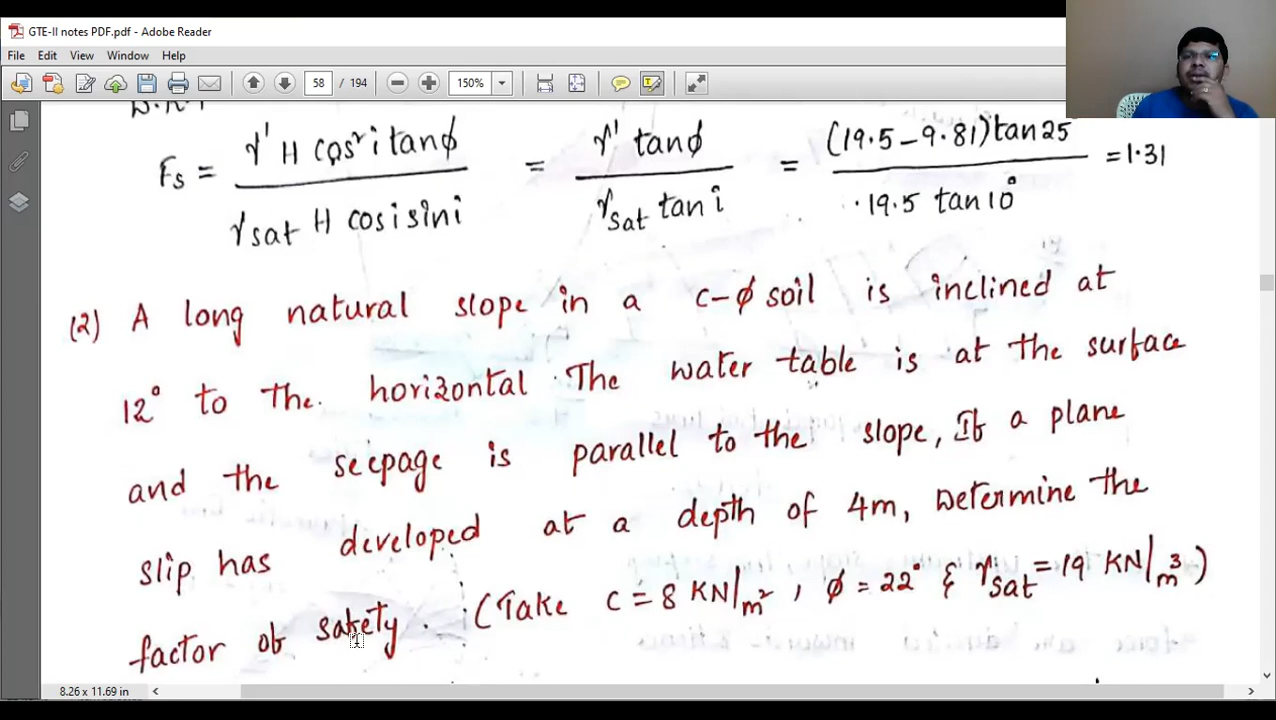 GTE-II notes PDF.pdf - Adobe Reader
File Edit View Window Help
58 / 194 150%
Fs = γ' H cos²i tanϕ / γsat H cosi sini = γ' tanϕ / γsat tan i = (19.5-9.81) tan25 / 19.5 tan10° = 1.31
(2) A long natural slope in a c-ϕ soil is inclined at
12° to the horizontal. The water table is at the surface
and the seepage is parallel to the slope, If a plane
slip has developed at a depth of 4m, Determine the
factor of safety. (Take c = 8 KN/m², ϕ = 22° & γsat = 19 KN/m³)
8.26 x 11.69 in